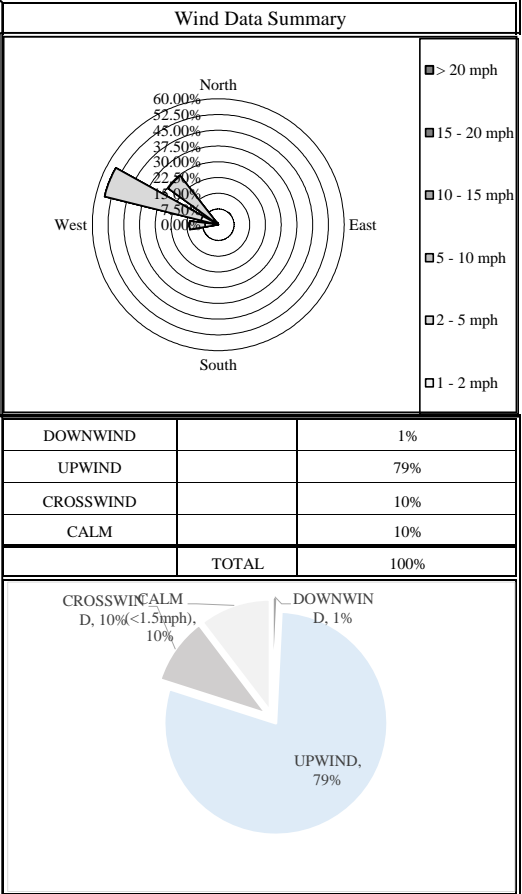 Wind Data Summary
North
60.00%
52.50%
45.00%
37.50%
30.00%
22.50%
15.00%
7.50%
0.00%
West
East
South
> 20 mph
15 - 20 mph
10 - 15 mph
5 - 10 mph
2 - 5 mph
1 - 2 mph
DOWNWIND 1%
UPWIND 79%
CROSSWIND 10%
CALM 10%
TOTAL 100%
CROSSWIN
D, 10%
CALM
(<1.5mph),
10%
DOWNWIN
D, 1%
UPWIND,
79%